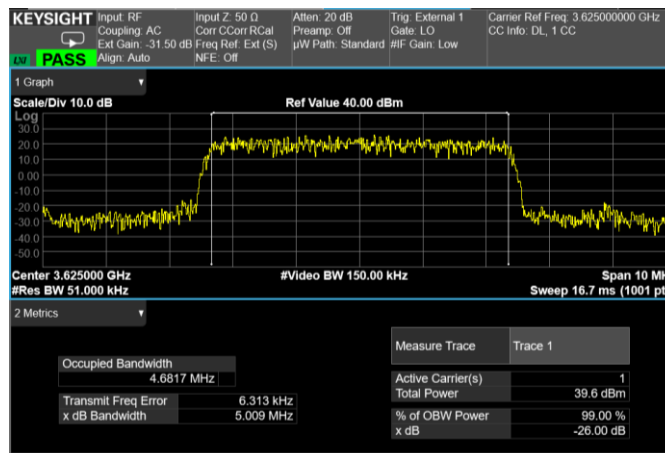 KEYSIGHT Input: RF Input Z: 50 Ω Atten: 20 dB Trig: External 1 Carrier Ref Freq: 3.625000000 GHz
Coupling: AC Corr CCorr RCal Preamp: Off Gate: LO CC Info: DL, 1 CC
Ext Gain: -31.50 dB Freq Ref: Ext (S) µW Path: Standard #IF Gain: Low
LXI PASS Align: Auto NFE: Off
1 Graph
Scale/Div 10.0 dB Ref Value 40.00 dBm
Log
30.0
20.0
10.0
0.00
-10.0
-20.0
-30.0
-40.0
-50.0
Center 3.625000 GHz #Video BW 150.00 kHz Span 10 MH
#Res BW 51.000 kHz Sweep 16.7 ms (1001 pt
2 Metrics
Measure Trace Trace 1
Occupied Bandwidth
4.6817 MHz
Active Carrier(s) 1
Total Power 39.6 dBm
Transmit Freq Error 6.313 kHz
x dB Bandwidth 5.009 MHz
% of OBW Power 99.00 %
x dB -26.00 dB